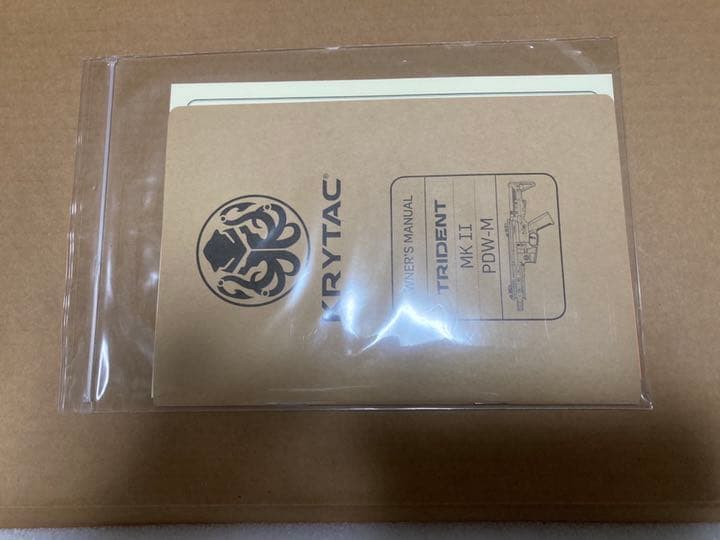 KRYTAC®
OWNER'S MANUAL
TRIDENT
MK II
PDW-M